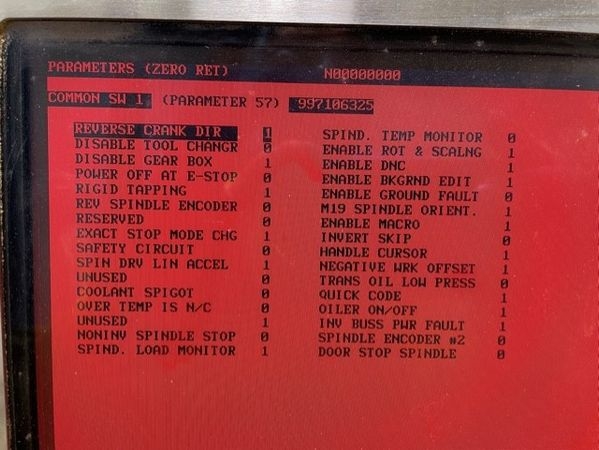 PARAMETERS (ZERO RET)
N00000000
COMMON SW 1 (PARAMETER 57) 997106325
REVERSE CRANK DIR 1
DISABLE TOOL CHANGR 0
DISABLE GEAR BOX 1
POWER OFF AT E-STOP 0
RIGID TAPPING 1
REV SPINDLE ENCODER 0
RESERVED 0
EXACT STOP MODE CHG 1
SAFETY CIRCUIT 0
SPIN DRV LIN ACCEL 1
UNUSED 0
COOLANT SPIGOT 0
OVER TEMP IS N/C 0
UNUSED 1
NONINV SPINDLE STOP 0
SPIND. LOAD MONITOR 1
SPIND. TEMP MONITOR 0
ENABLE ROT & SCALNG 1
ENABLE DNC 1
ENABLE BKGRND EDIT 1
ENABLE GROUND FAULT 0
M19 SPINDLE ORIENT. 1
ENABLE MACRO 1
INVERT SKIP 0
HANDLE CURSOR 1
NEGATIVE WRK OFFSET 1
TRANS OIL LOW PRESS 0
QUICK CODE 1
OILER ON/OFF 1
INV BUSS PWR FAULT 1
SPINDLE ENCODER #2 0
DOOR STOP SPINDLE 0